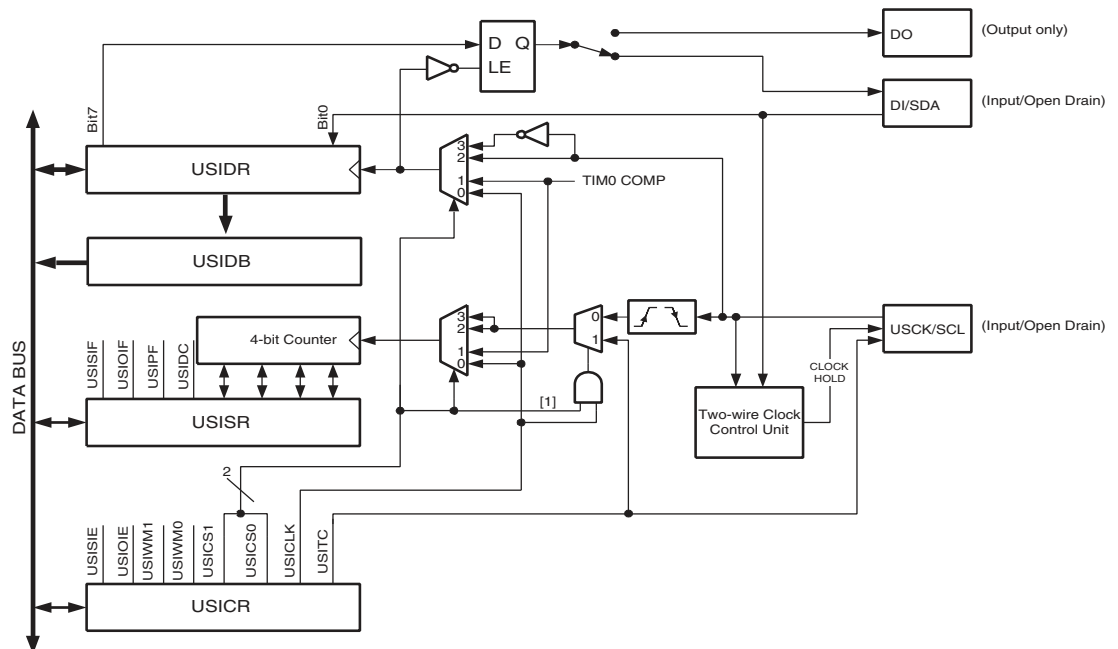 D Q
LE
DO
(Output only)
DI/SDA
(Input/Open Drain)
Bit7
Bit0
USIDR
3
2
1
0
TIM0 COMP
USIDB
DATA BUS
4-bit Counter
3
2
1
0
0
1
USCK/SCL
(Input/Open Drain)
CLOCK
HOLD
USISIF
USIOIF
USIPF
USIDC
[1]
USISR
Two-wire Clock
Control Unit
2
USISIE
USIOIE
USIWM1
USIWM0
USICS1
USICS0
USICLK
USITC
USICR